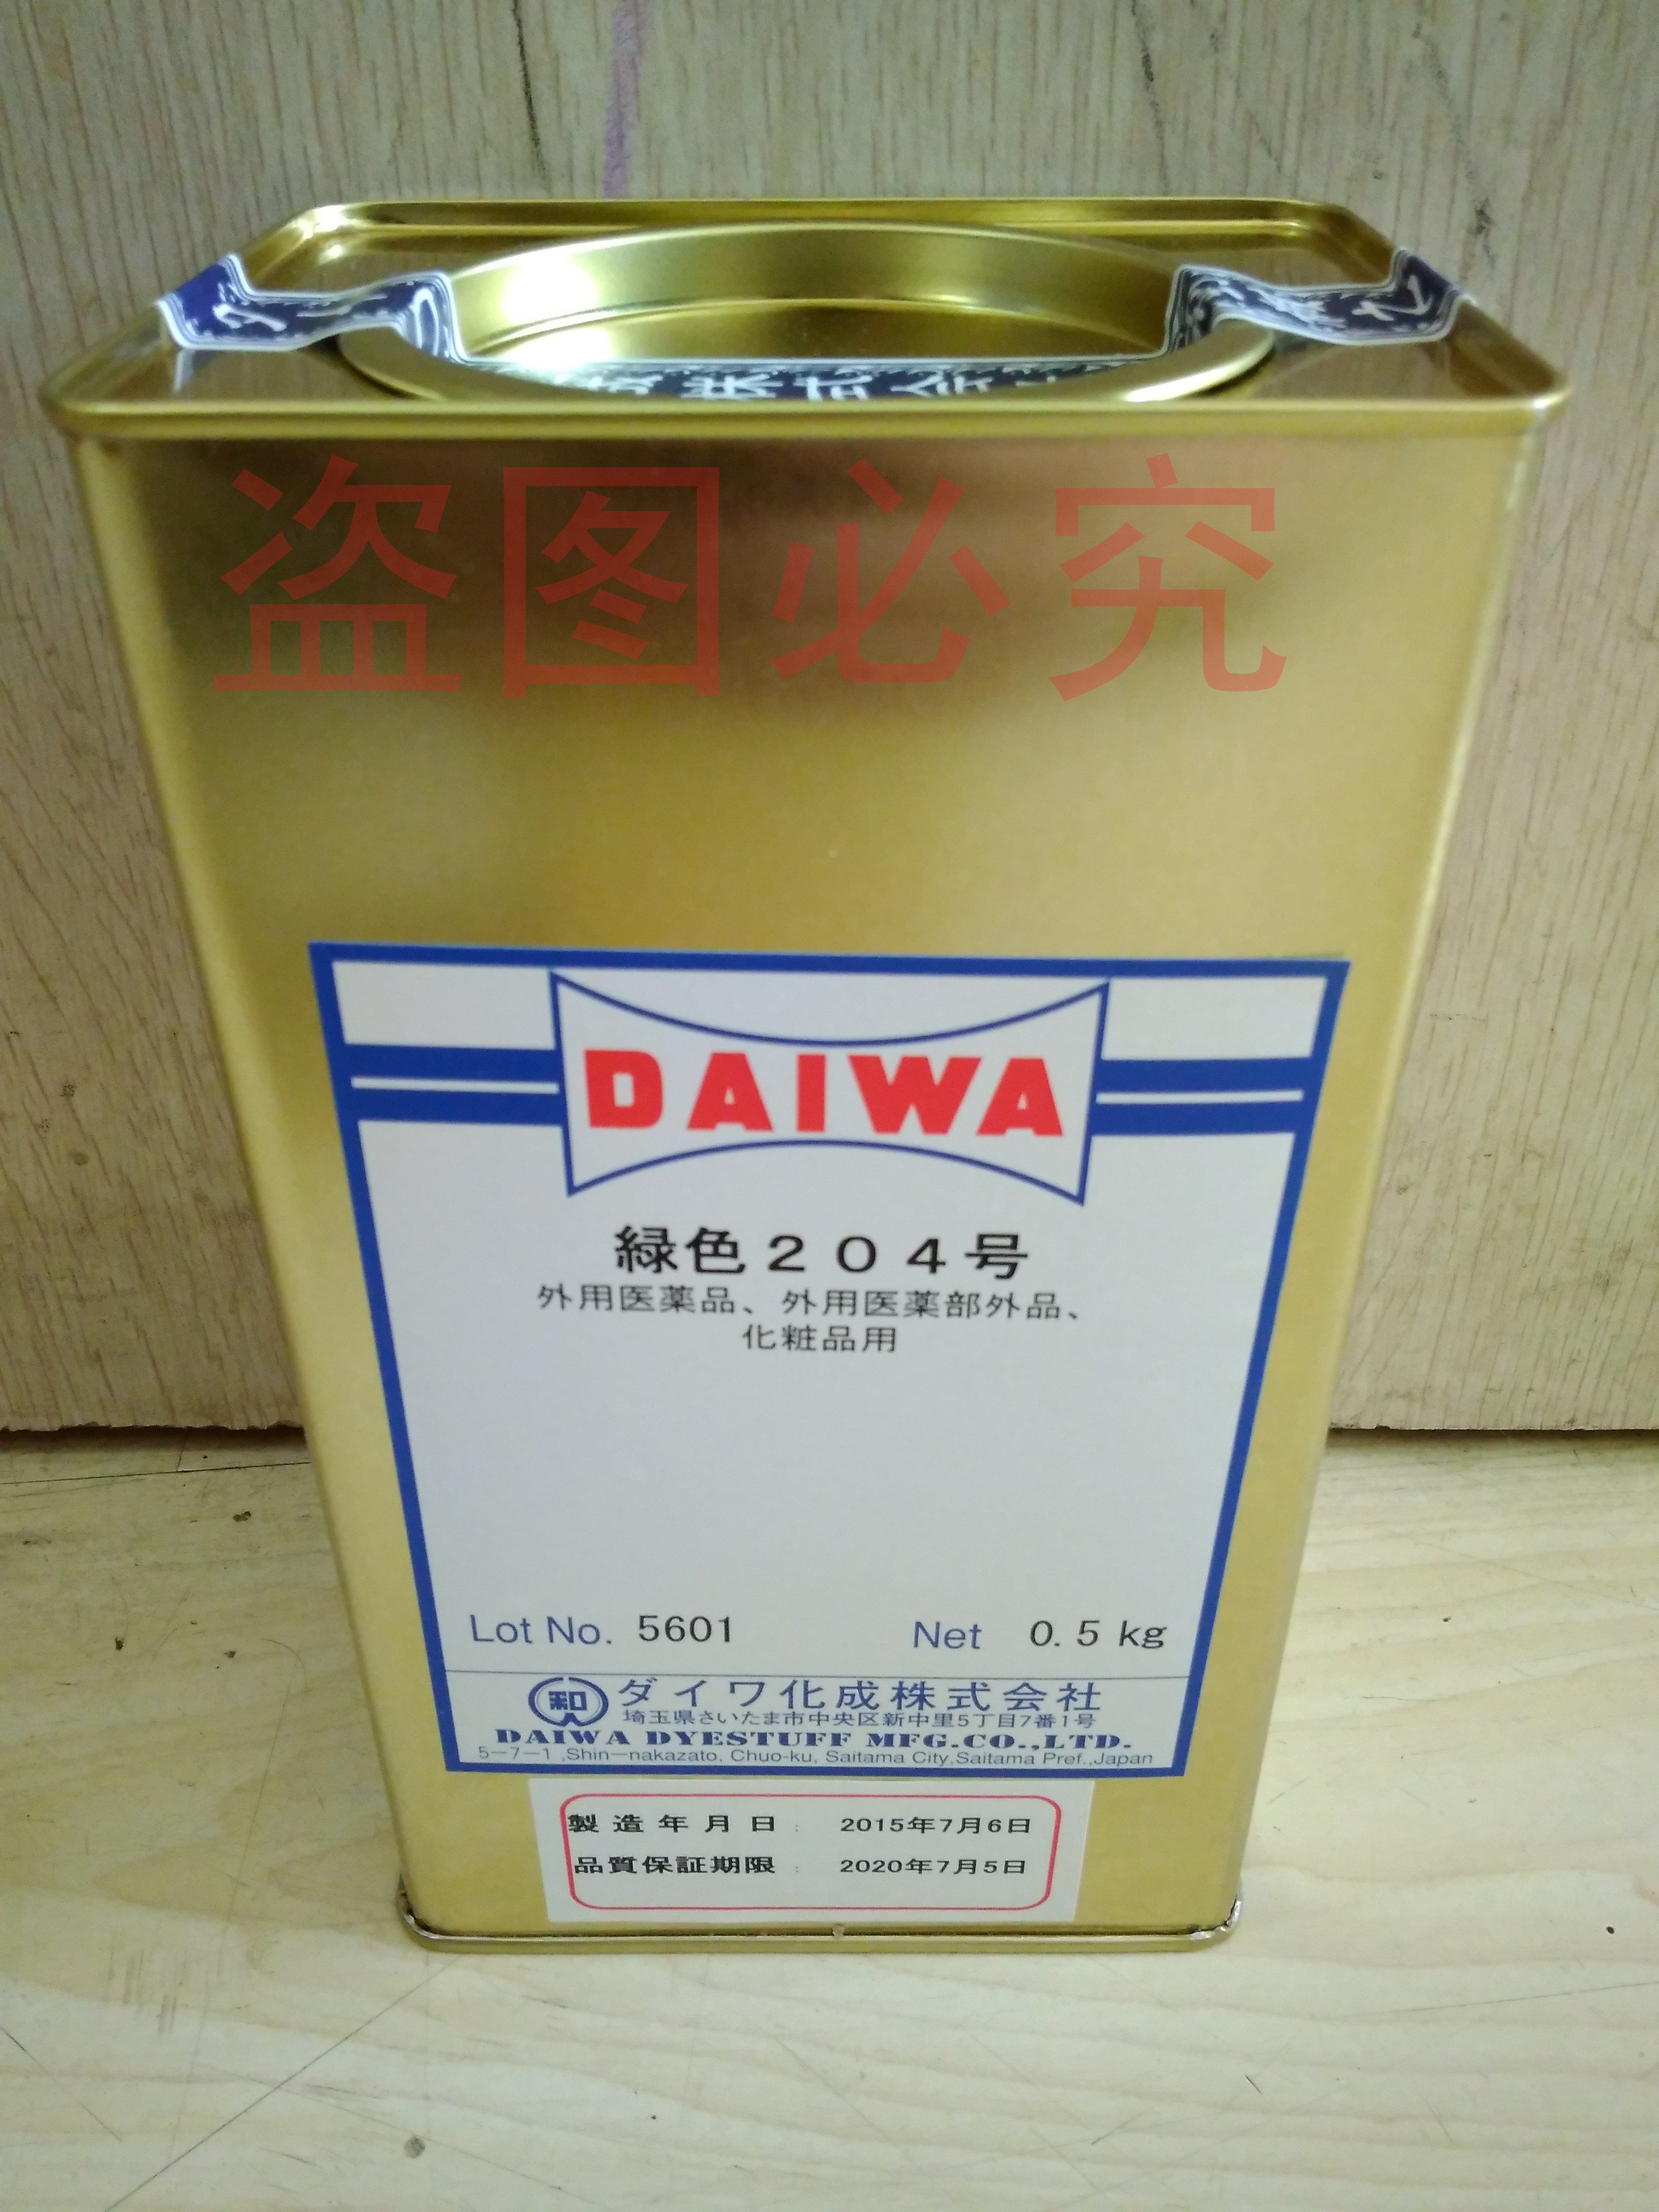 株式会
盗图必究
DAIWA
緑色204号
外用医薬品、外用医薬部外品、
化粧品用
Lot No. 5601 Net 0.5 kg
和 ダイワ化成株式会社
埼玉県さいたま市中央区新中里5丁目7番1号
DAIWA DYESTUFF MFG.CO.,LTD.
5-7-1 ,Shin-nakazato, Chuo-ku, Saitama City,Saitama Pref.,Japan
製造年月日: 2015年7月6日
品質保証期限: 2020年7月5日